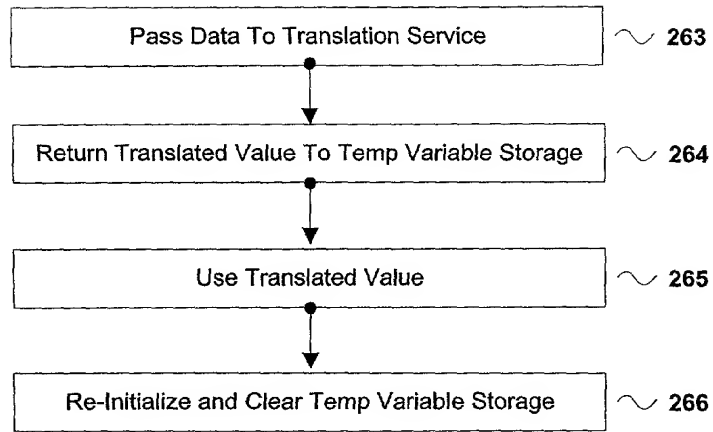 Pass Data To Translation Service 263
Return Translated Value To Temp Variable Storage 264
Use Translated Value 265
Re-Initialize and Clear Temp Variable Storage 266